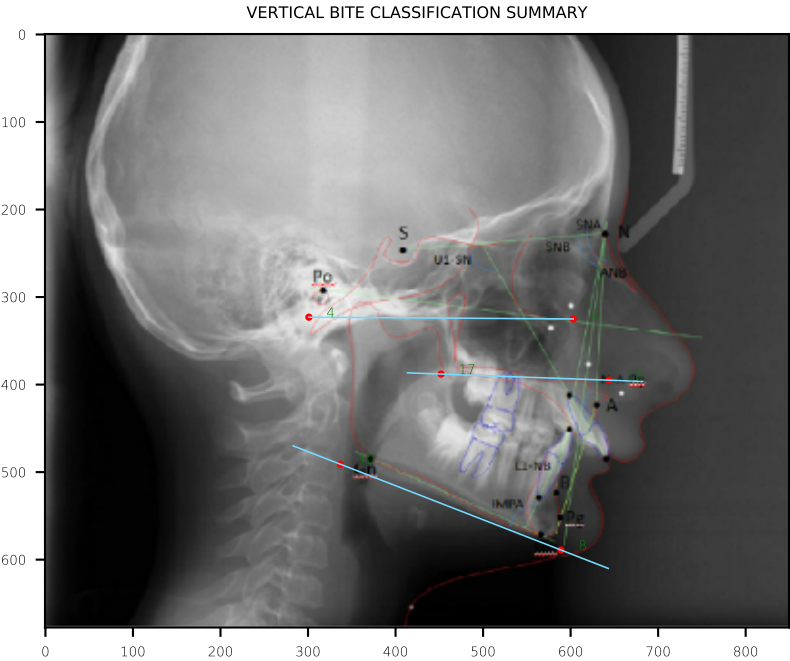 VERTICAL BITE CLASSIFICATION SUMMARY
0
100
200
300
400
500
600
S
SNA
N
SNB
U1-SN
ANB
Po
4
17
A
L1-NB
B
IMPA
Pg
8
0 100 200 300 400 500 600 700 800